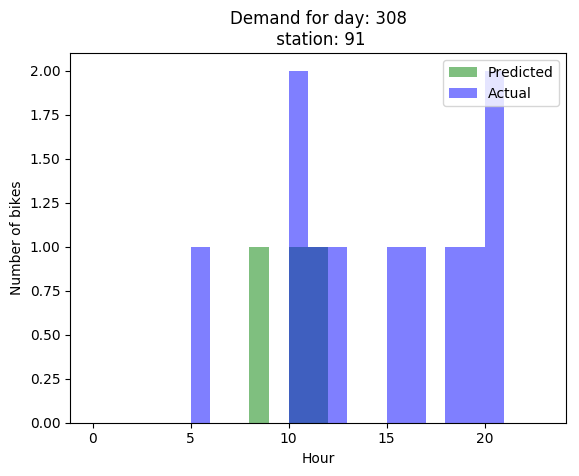 Demand for day: 308
station: 91
Predicted
Actual
Number of bikes
2.00
1.75
1.50
1.25
1.00
0.75
0.50
0.25
0.00
0 5 10 15 20
Hour